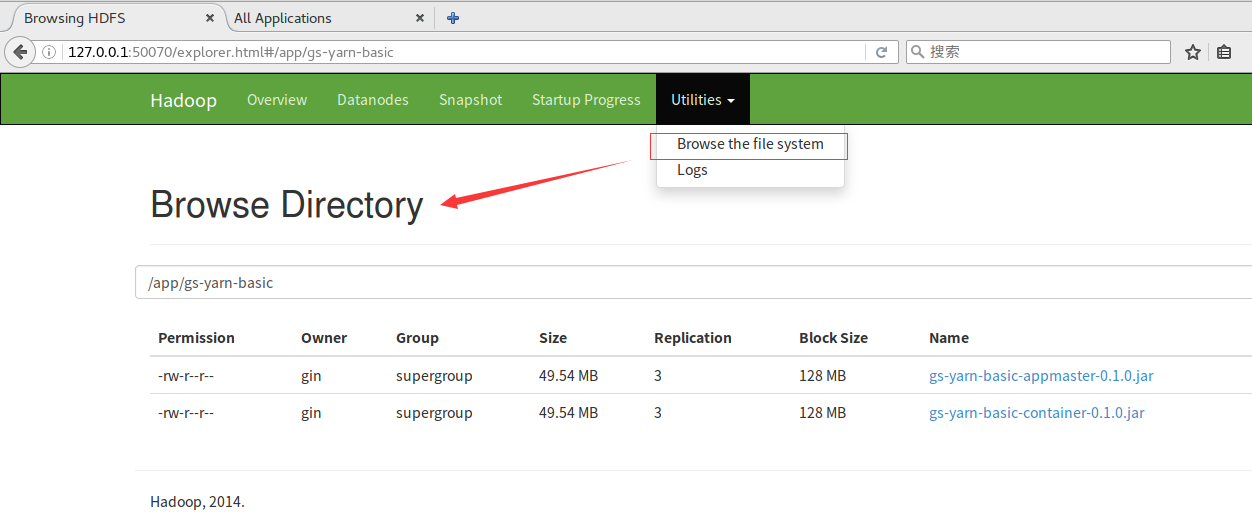 Browsing HDFS × All Applications ×
127.0.0.1:50070/explorer.html#/app/gs-yarn-basic 搜索
Hadoop Overview Datanodes Snapshot Startup Progress Utilities
Browse the file system
Logs
Browse Directory
/app/gs-yarn-basic
Permission Owner Group Size Replication Block Size Name
-rw-r--r-- gin supergroup 49.54 MB 3 128 MB gs-yarn-basic-appmaster-0.1.0.jar
-rw-r--r-- gin supergroup 49.54 MB 3 128 MB gs-yarn-basic-container-0.1.0.jar
Hadoop, 2014.